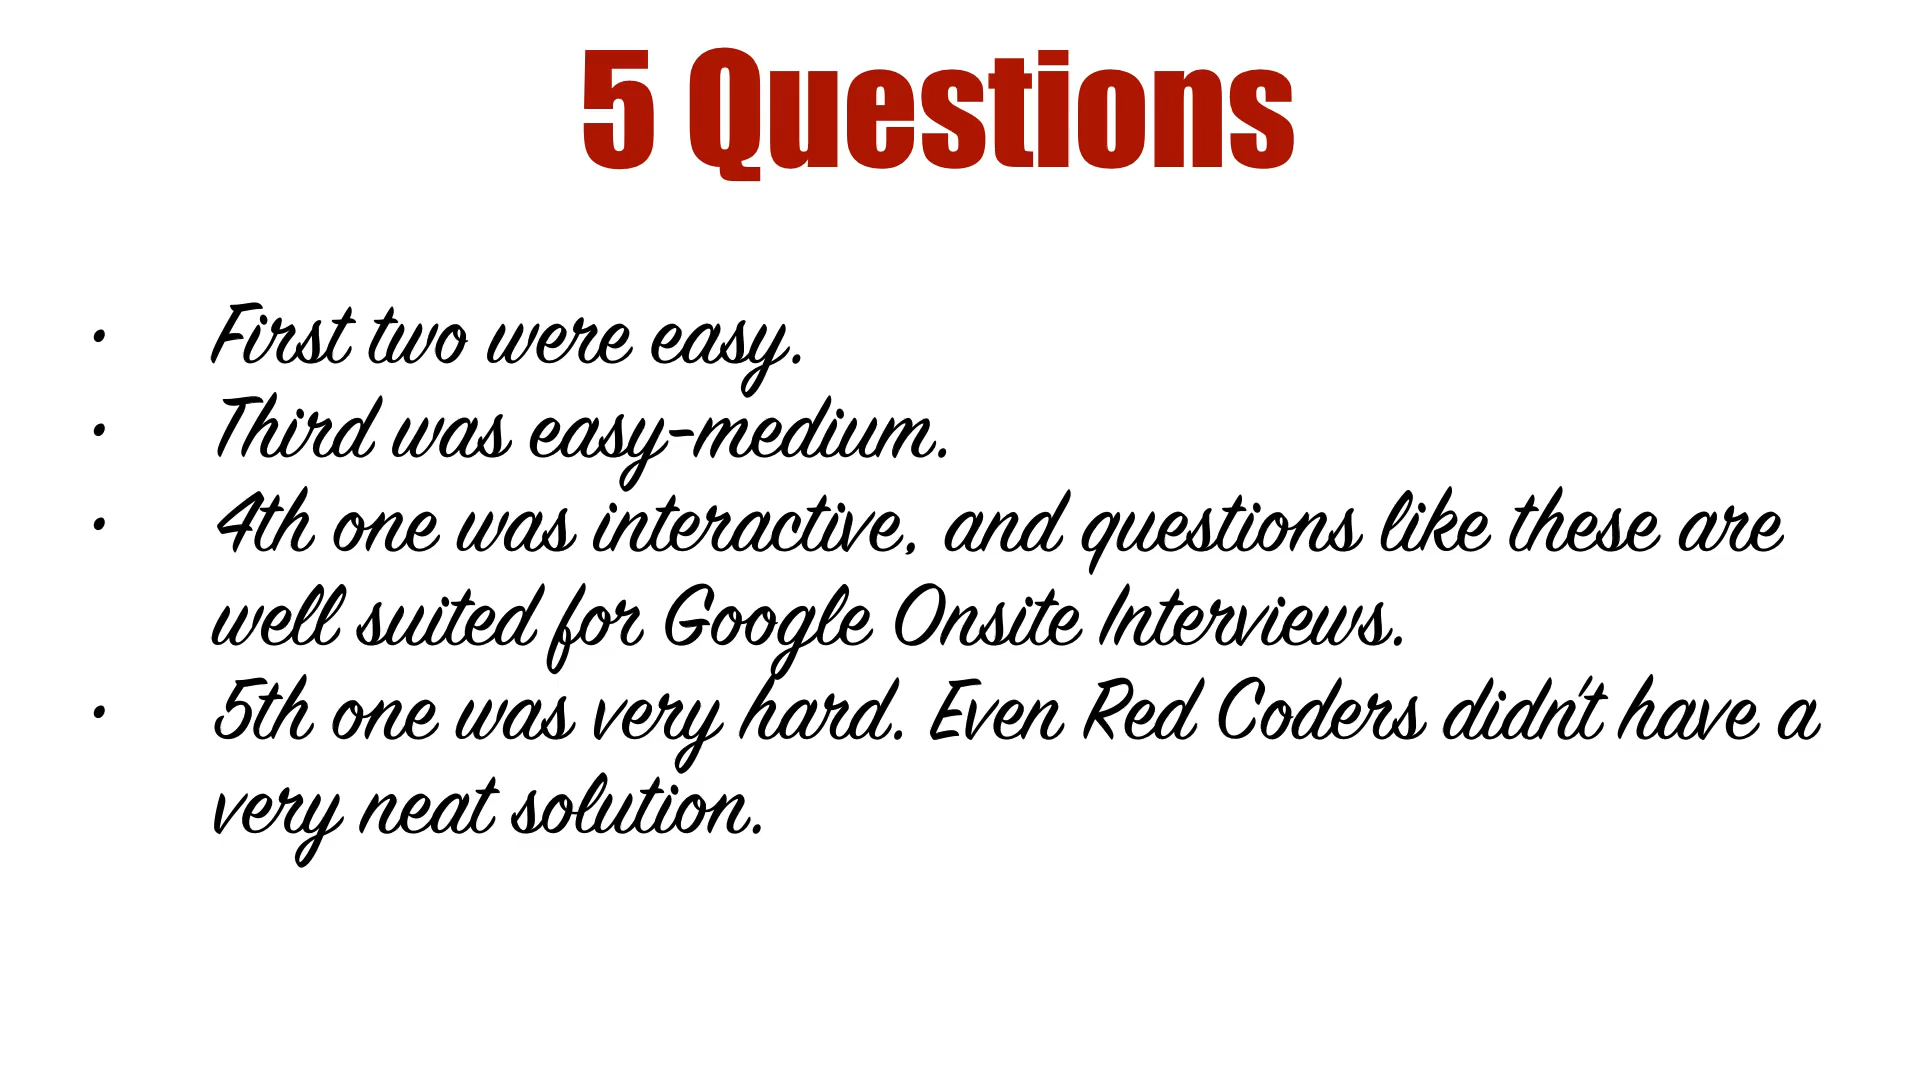 5 Questions
• First two were easy.
• Third was easy-medium.
• 4th one was interactive, and questions like these are
well suited for Google Onsite Interviews.
• 5th one was very hard. Even Red Coders didn't have a
very neat solution.